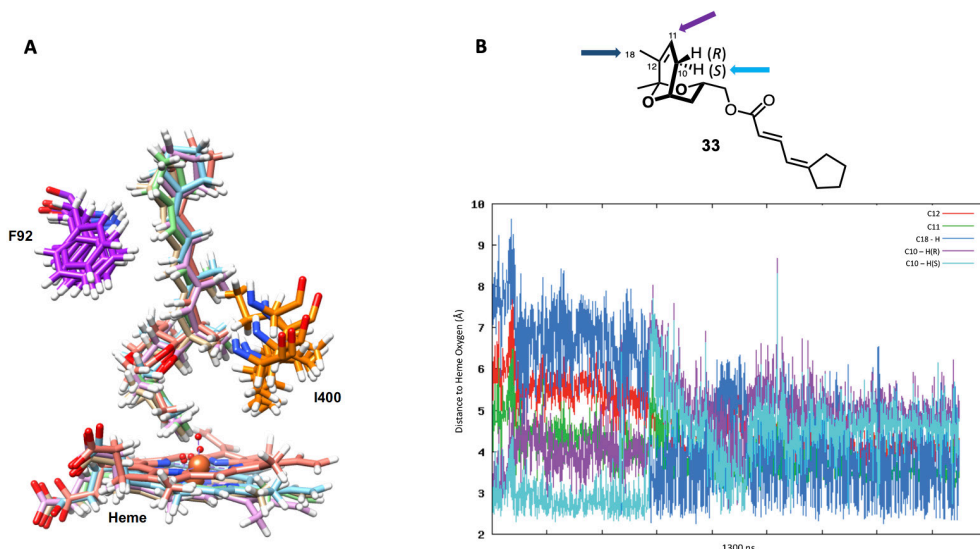 A
B
11
18
H (R)
12
10
H (S)
O
O
O
O
33
F92
I400
Heme
10
9
8
7
6
5
4
3
2
Distance to Heme Oxygen (Å)
C12
C11
C18 - H
C10 – H(R)
C10 – H(S)
1300 ns